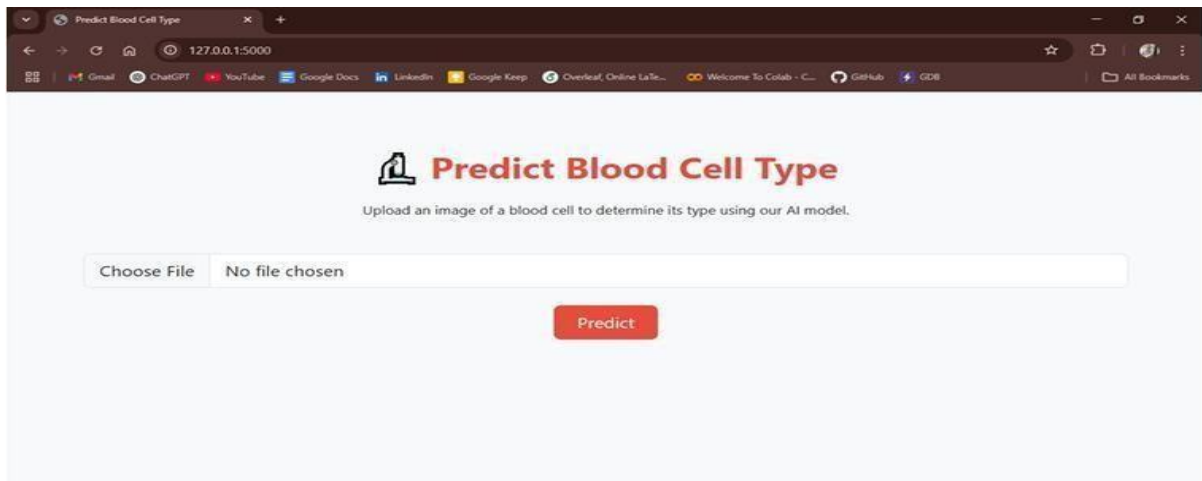 Predict Blood Cell Type
127.0.0.1:5000
Gmail ChatGPT YouTube Google Docs LinkedIn Google Keep Overleaf, Online LaTe... Welcome To Colab - C... GitHub GDB All Bookmarks
Predict Blood Cell Type
Upload an image of a blood cell to determine its type using our AI model.
Choose File No file chosen
Predict